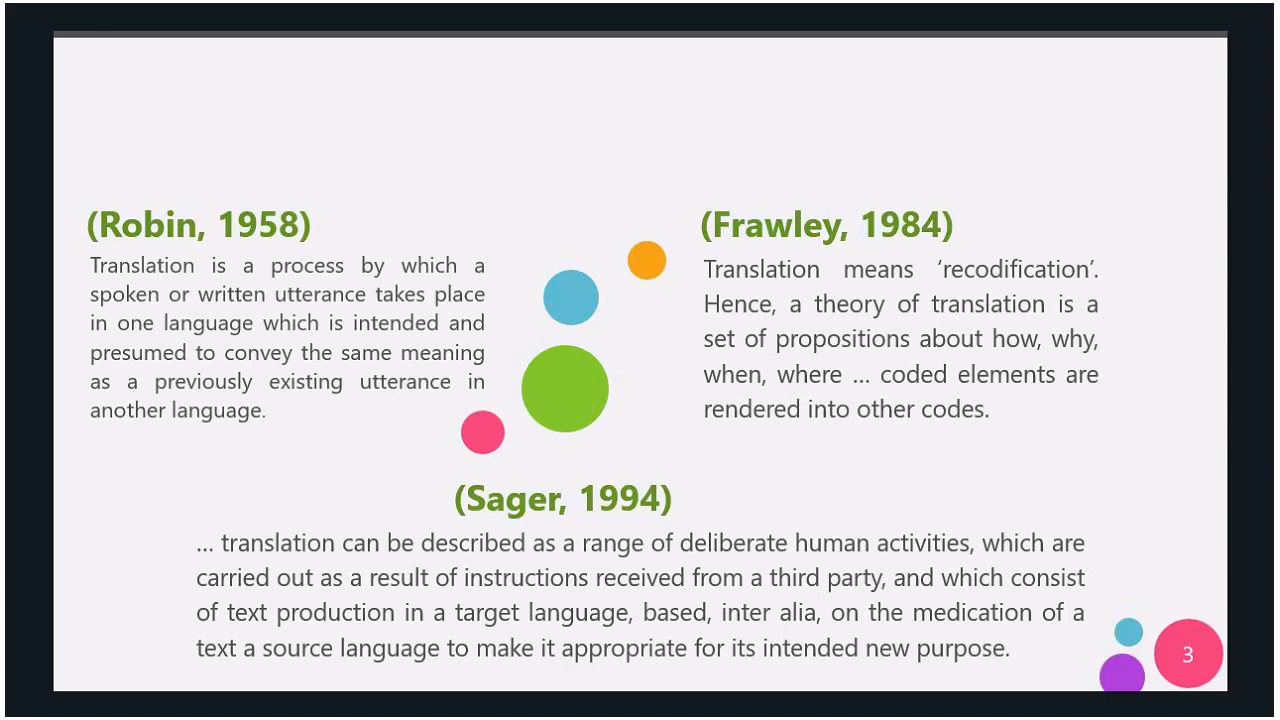 (Robin, 1958)
Translation is a process by which a
spoken or written utterance takes place
in one language which is intended and
presumed to convey the same meaning
as a previously existing utterance in
another language.
(Frawley, 1984)
Translation means ‘recodification’.
Hence, a theory of translation is a
set of propositions about how, why,
when, where … coded elements are
rendered into other codes.
(Sager, 1994)
… translation can be described as a range of deliberate human activities, which are
carried out as a result of instructions received from a third party, and which consist
of text production in a target language, based, inter alia, on the medication of a
text a source language to make it appropriate for its intended new purpose.
3